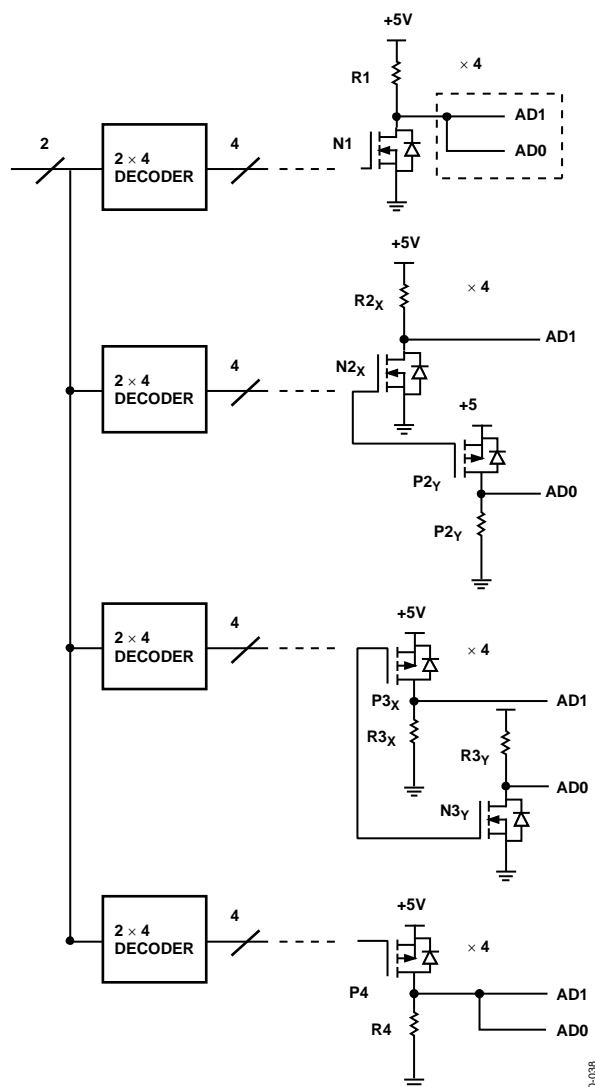 +5V
R1
× 4
AD1
2
4
N1
AD0
2 × 4
DECODER
+5V
R2X
× 4
AD1
4
N2X
2 × 4
DECODER
+5
P2Y
AD0
P2Y
+5V
4
× 4
2 × 4
DECODER
P3X
AD1
R3X
R3Y
AD0
N3Y
+5V
4
× 4
2 × 4
DECODER
P4
AD1
R4
AD0
0-038